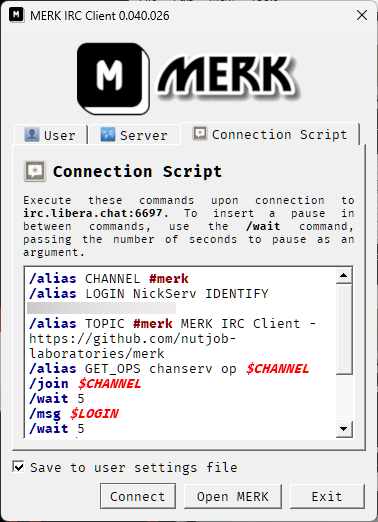 MERK IRC Client 0.040.026
M MERK
User Server Connection Script
Connection Script
Execute these commands upon connection to
irc.libera.chat:6697. To insert a pause in
between commands, use the /wait command,
passing the number of seconds to pause as an
argument.
/alias CHANNEL #merk
/alias LOGIN NickServ IDENTIFY
/alias TOPIC #merk MERK IRC Client -
https://github.com/nutjob-
laboratories/merk
/alias GET_OPS chanserv op $CHANNEL
/join $CHANNEL
/wait 5
/msg $LOGIN
/wait 5
Save to user settings file
Connect Open MERK Exit